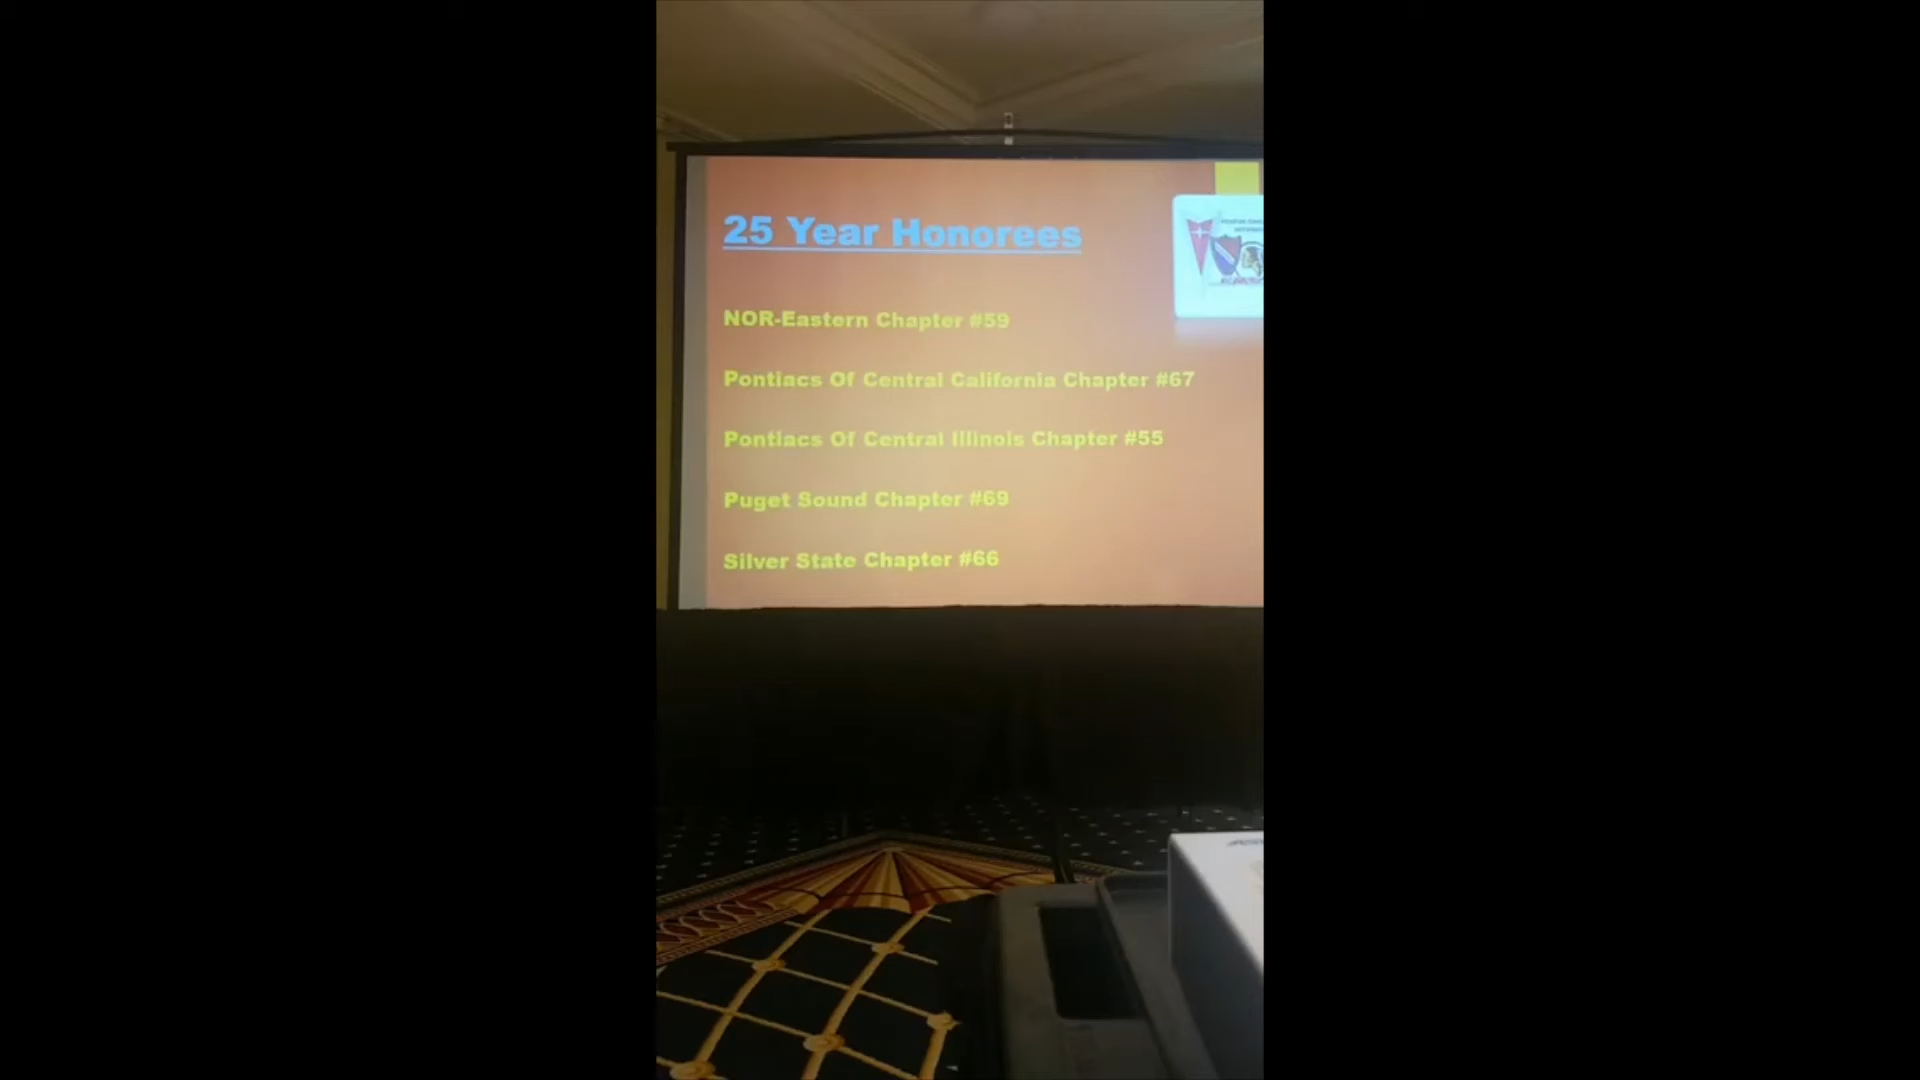 25 Year Honorees
NOR-Eastern Chapter #59
Pontiacs Of Central California Chapter #67
Pontiacs Of Central Illinois Chapter #55
Puget Sound Chapter #69
Silver State Chapter #66